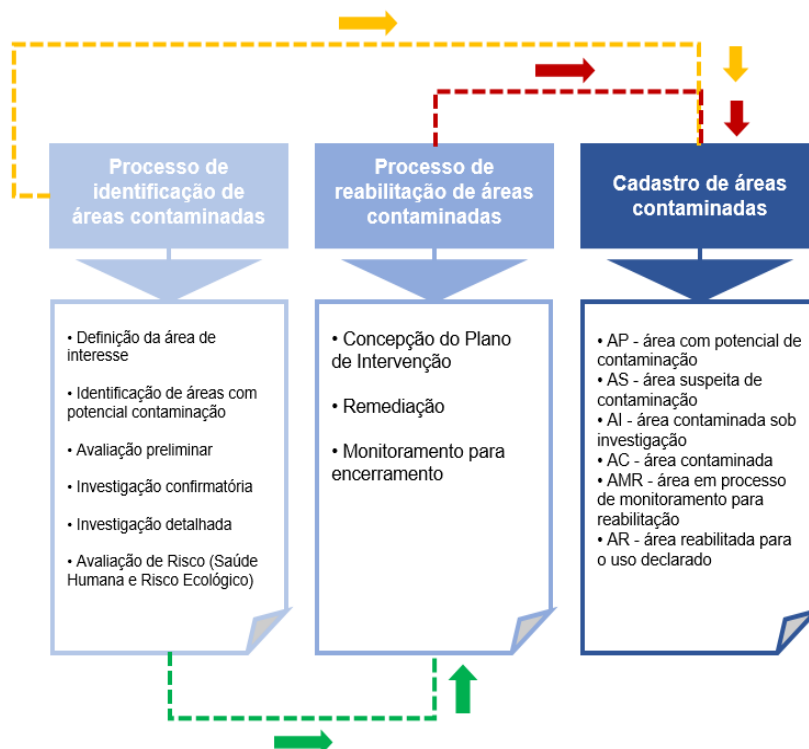 Processo de
identificação de
áreas contaminadas
Processo de
reabilitação de áreas
contaminadas
Cadastro de áreas
contaminadas
• Definição da área de
interesse
• Identificação de áreas com
potencial contaminação
• Avaliação preliminar
• Investigação confirmatória
• Investigação detalhada
• Avaliação de Risco (Saúde
Humana e Risco Ecológico)
• Concepção do Plano
de Intervenção
• Remediação
• Monitoramento para
encerramento
• AP - área com potencial de
contaminação
• AS - área suspeita de
contaminação
• AI - área contaminada sob
investigação
• AC - área contaminada
• AMR - área em processo
de monitoramento para
reabilitação
• AR - área reabilitada para
o uso declarado